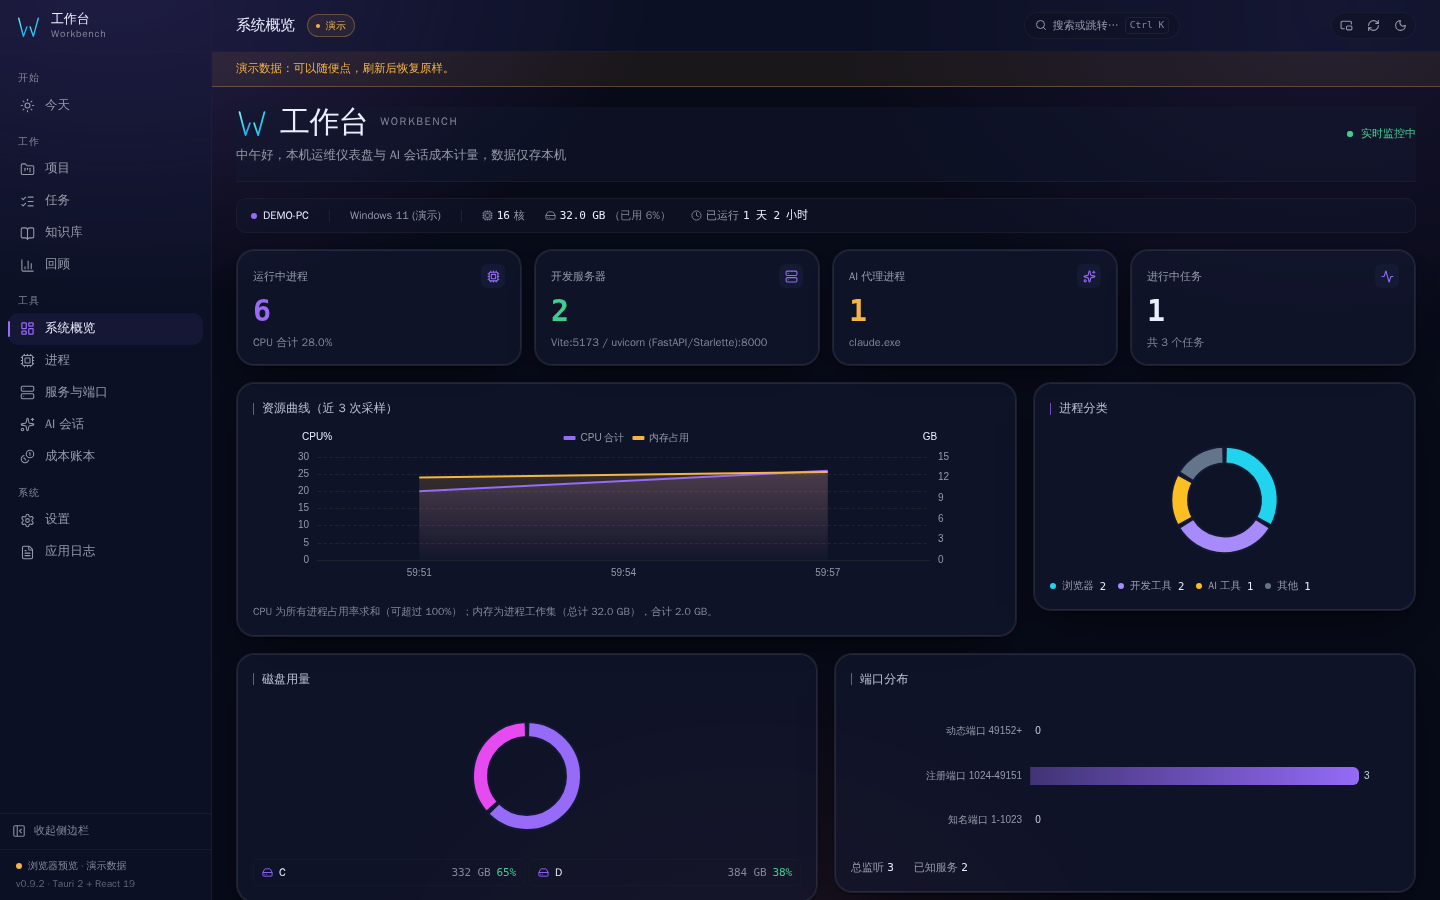 工作台
Workbench
开始
今天
工作
项目
任务
知识库
回顾
工具
系统概览
进程
服务与端口
AI 会话
成本账本
系统
设置
应用日志
收起侧边栏
浏览器预览 · 演示数据
v0.9.2 · Tauri 2 + React 19
系统概览
演示
搜索或跳转…
Ctrl K
演示数据：可以随便点，刷新后恢复原样。
工作台 WORKBENCH
中午好，本机运维仪表盘与 AI 会话成本计量，数据仅存本机
实时监控中
DEMO-PC
Windows 11 (演示)
16 核
32.0 GB （已用 6%）
已运行 1 天 2 小时
运行中进程
6
CPU 合计 28.0%
开发服务器
2
Vite:5173 / uvicorn (FastAPI/Starlette):8000
AI 代理进程
1
claude.exe
进行中任务
1
共 3 个任务
资源曲线（近 3 次采样）
CPU%
CPU 合计
内存占用
GB
30
25
20
15
10
5
0
15
12
9
6
3
0
59:51
59:54
59:57
CPU 为所有进程占用率求和（可超过 100%）；内存为进程工作集（总计 32.0 GB），合计 2.0 GB。
进程分类
浏览器 2
开发工具 2
AI 工具 1
其他 1
磁盘用量
C 332 GB 65%
D 384 GB 38%
端口分布
动态端口 49152+ 0
注册端口 1024-49151 3
知名端口 1-1023 0
总监听 3
已知服务 2